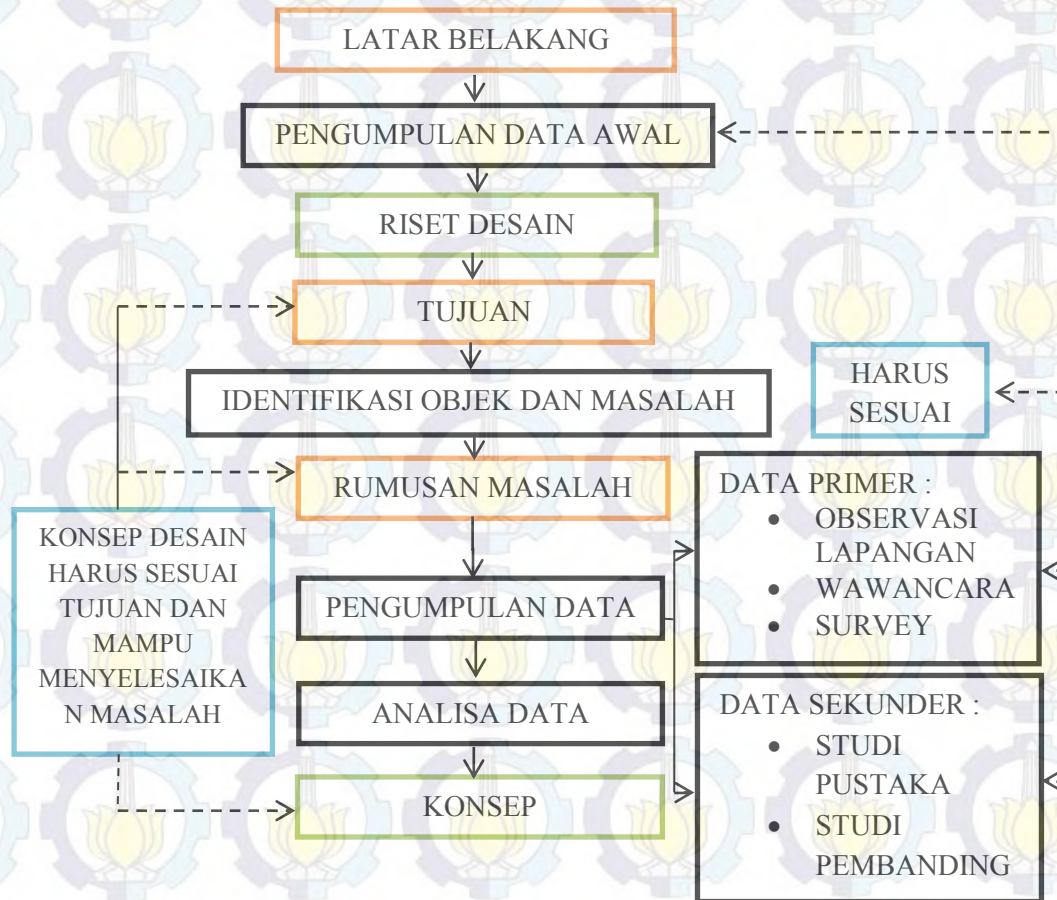 LATAR BELAKANG
PENGUMPULAN DATA AWAL
RISET DESAIN
TUJUAN
IDENTIFIKASI OBJEK DAN MASALAH
HARUS
SESUAI
RUMUSAN MASALAH
KONSEP DESAIN
HARUS SESUAI
TUJUAN DAN
MAMPU
MENYELESAIKA
N MASALAH
PENGUMPULAN DATA
ANALISA DATA
KONSEP
DATA PRIMER :
• OBSERVASI
LAPANGAN
• WAWANCARA
• SURVEY
DATA SEKUNDER :
• STUDI
PUSTAKA
• STUDI
PEMBANDING